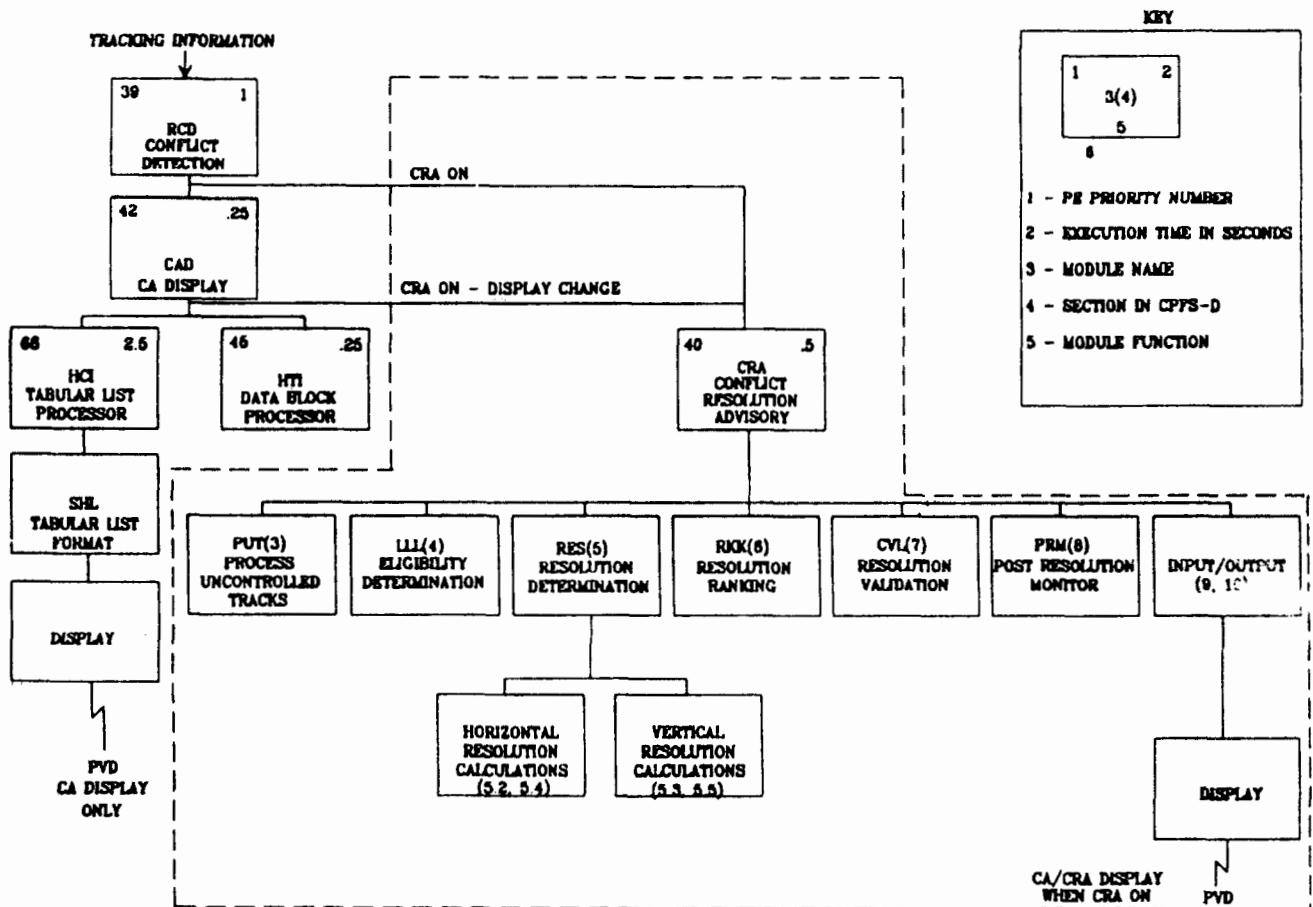 TRACKING INFORMATION
39 1
RCD
CONFLICT
DETECTION
CRA ON
42 .25
CAD
CA DISPLAY
CRA ON - DISPLAY CHANGE
66 2.5
HCI
TABULAR LIST
PROCESSOR
45 .25
HTI
DATA BLOCK
PROCESSOR
40 .5
CRA
CONFLICT
RESOLUTION
ADVISORY
SHL
TABULAR LIST
FORMAT
DISPLAY
PVD
CA DISPLAY
ONLY
PUT(3)
PROCESS
UNCONTROLLED
TRACKS
LLL(4)
ELIGIBILITY
DETERMINATION
RES(5)
RESOLUTION
DETERMINATION
RKK(6)
RESOLUTION
RANKING
CVL(7)
RESOLUTION
VALIDATION
PRM(8)
POST RESOLUTION
MONITOR
INPUT/OUTPUT
HORIZONTAL
RESOLUTION
CALCULATIONS
(5.2, 5.4)
VERTICAL
RESOLUTION
CALCULATIONS
(5.3, 5.5)
DISPLAY
CA/CRA DISPLAY
WHEN CRA ON
PVD
KEY
1 2
3(4)
5
6
1 - PE PRIORITY NUMBER
2 - EXECUTION TIME IN SECONDS
3 - MODULE NAME
4 - SECTION IN CPFS-D
5 - MODULE FUNCTION